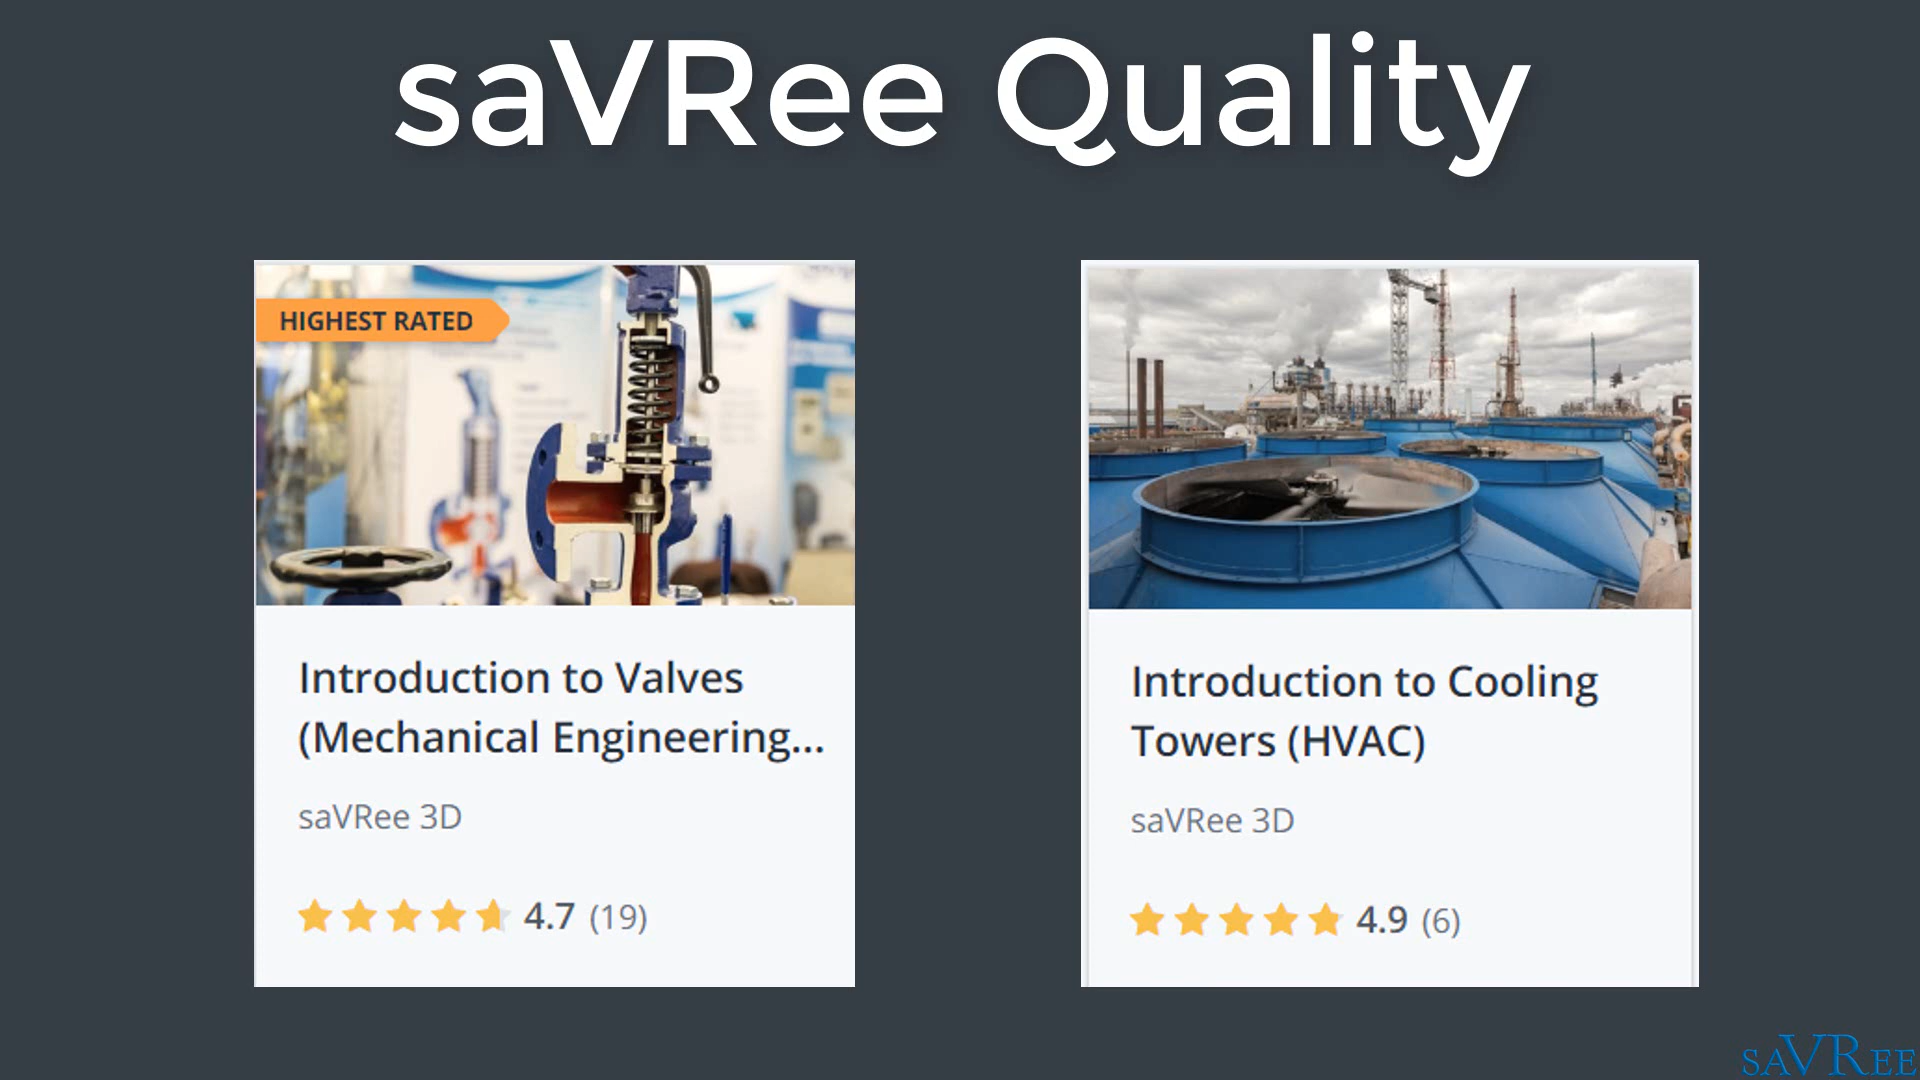 saVRee Quality
HIGHEST RATED
Introduction to Valves
(Mechanical Engineering...
saVRee 3D
4.7 (19)
Introduction to Cooling
Towers (HVAC)
saVRee 3D
4.9 (6)
saVRee